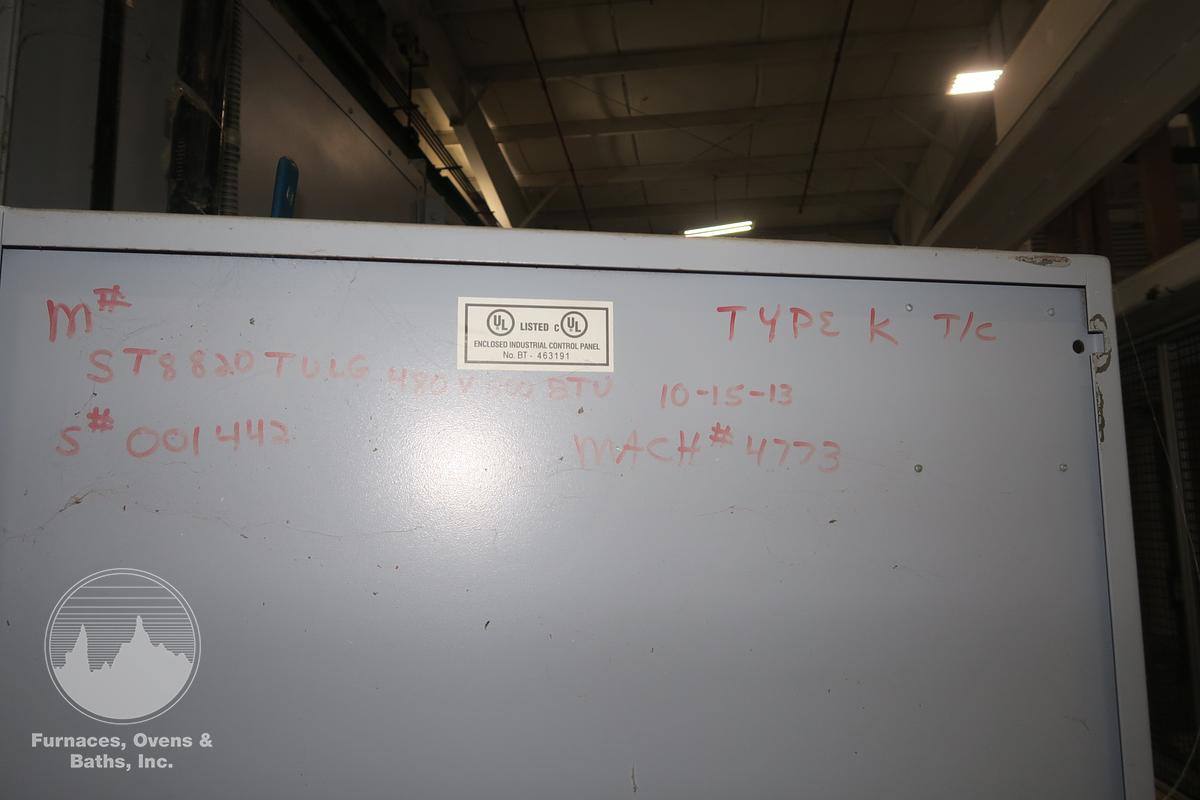 M#
ST8820TULG 480V BTU
S# 001442
UL LISTED C UL
ENCLOSED INDUSTRIAL CONTROL PANEL
No. BT - 463191
TYPE K T/C
10-15-13
MACH# 4773
Furnaces, Ovens &
Baths, Inc.